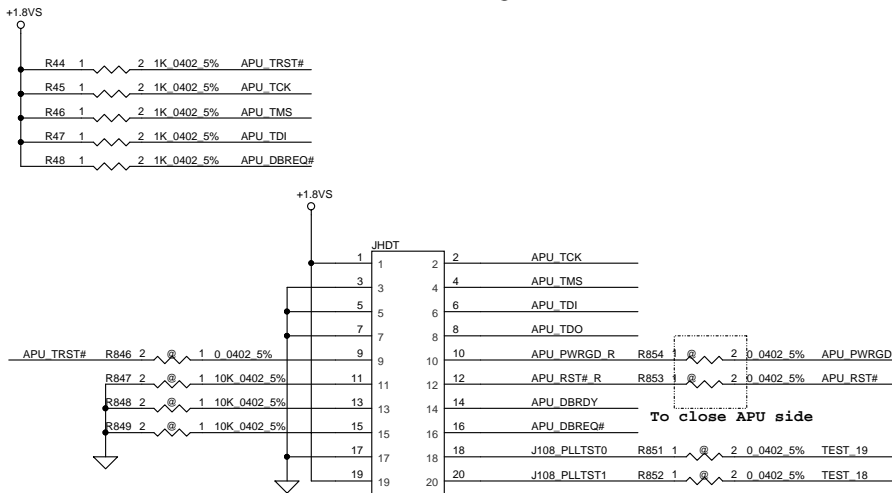 +1.8VS
R44 1 2 1K_0402_5% APU_TRST#
R45 1 2 1K_0402_5% APU_TCK
R46 1 2 1K_0402_5% APU_TMS
R47 1 2 1K_0402_5% APU_TDI
R48 1 2 1K_0402_5% APU_DBREQ#
+1.8VS
JHDT
1 1 2 2 APU_TCK
3 3 4 4 APU_TMS
5 5 6 6 APU_TDI
7 7 8 8 APU_TDO
APU_TRST# R846 2 @ 1 0_0402_5% 9 9 10 10 APU_PWRGD_R R854 1 @ 2 0_0402_5% APU_PWRGD
R847 2 @ 1 10K_0402_5% 11 11 12 12 APU_RST#_R R853 1 @ 2 0_0402_5% APU_RST#
R848 2 @ 1 10K_0402_5% 13 13 14 14 APU_DBRDY
To close APU side
R849 2 @ 1 10K_0402_5% 15 15 16 16 APU_DBREQ#
17 17 18 18 J108_PLLTST0 R851 1 @ 2 0_0402_5% TEST_19
19 19 20 20 J108_PLLTST1 R852 1 @ 2 0_0402_5% TEST_18